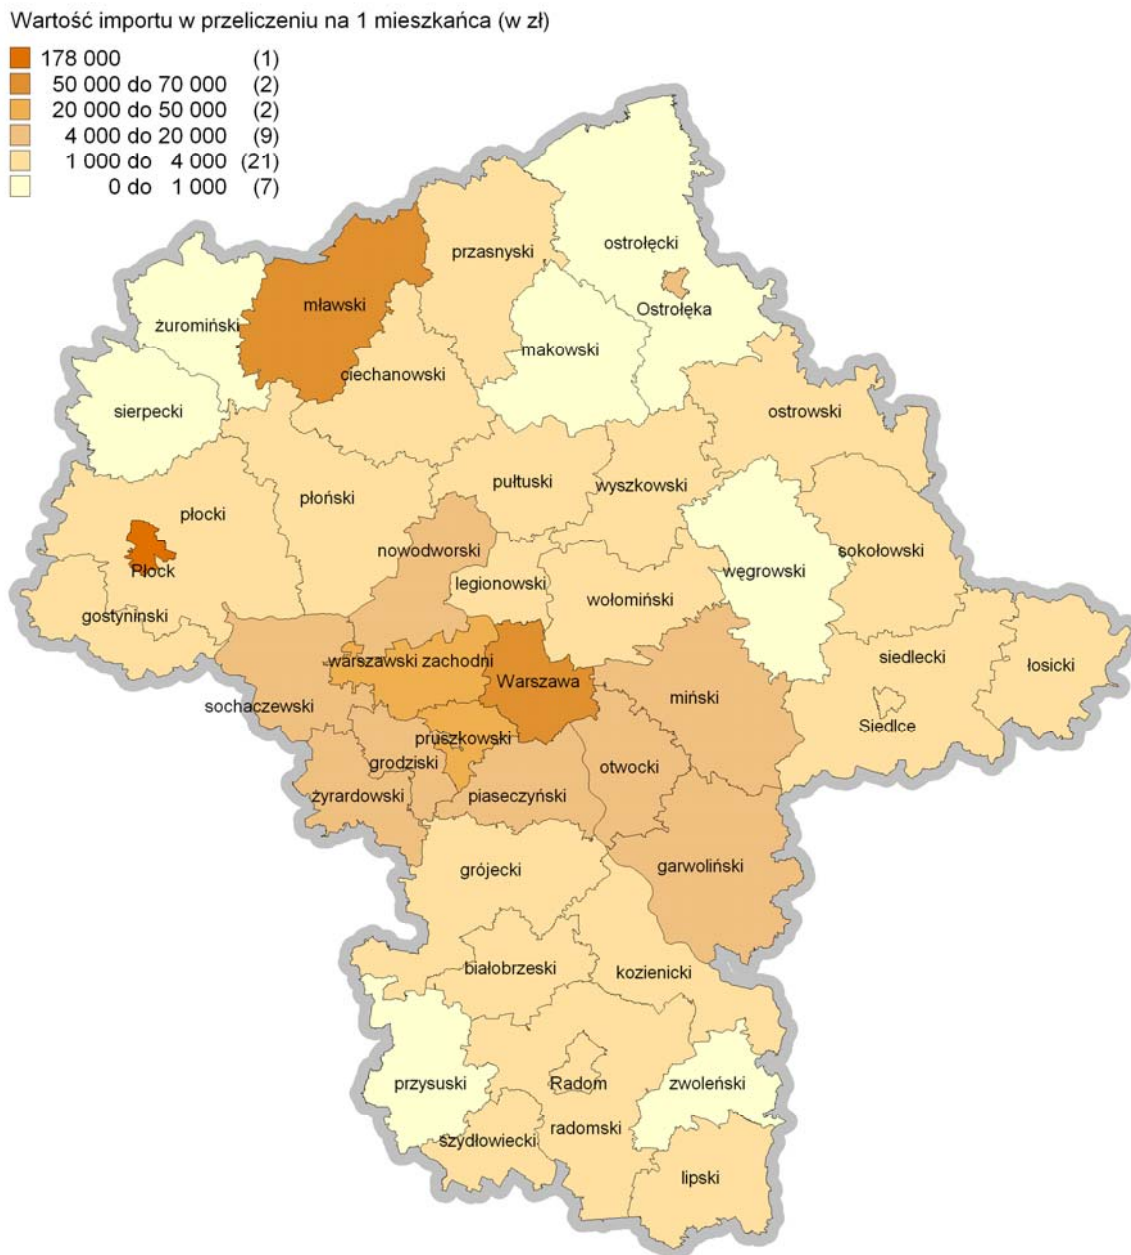 Wartość importu w przeliczeniu na 1 mieszkańca (w zł)
178 000 (1)
50 000 do 70 000 (2)
20 000 do 50 000 (2)
4 000 do 20 000 (9)
1 000 do 4 000 (21)
0 do 1 000 (7)
przasnyski
ostrołęcki
mławski
Ostrołęka
żuromiński
makowski
ciechanowski
sierpecki
ostrowski
pułtuski
wyszkowski
płoński
płocki
nowodworski
sokołowski
Płock
węgrowski
legionowski
wołomiński
gostyninski
siedlecki
warszawski zachodni
łosicki
Warszawa
miński
sochaczewski
Siedlce
pruszkowski
grodziski
otwocki
żyrardowski
piaseczyński
garwoliński
grójecki
białobrzeski
kozienicki
przysuski
Radom
zwoleński
radomski
szydłowiecki
lipski